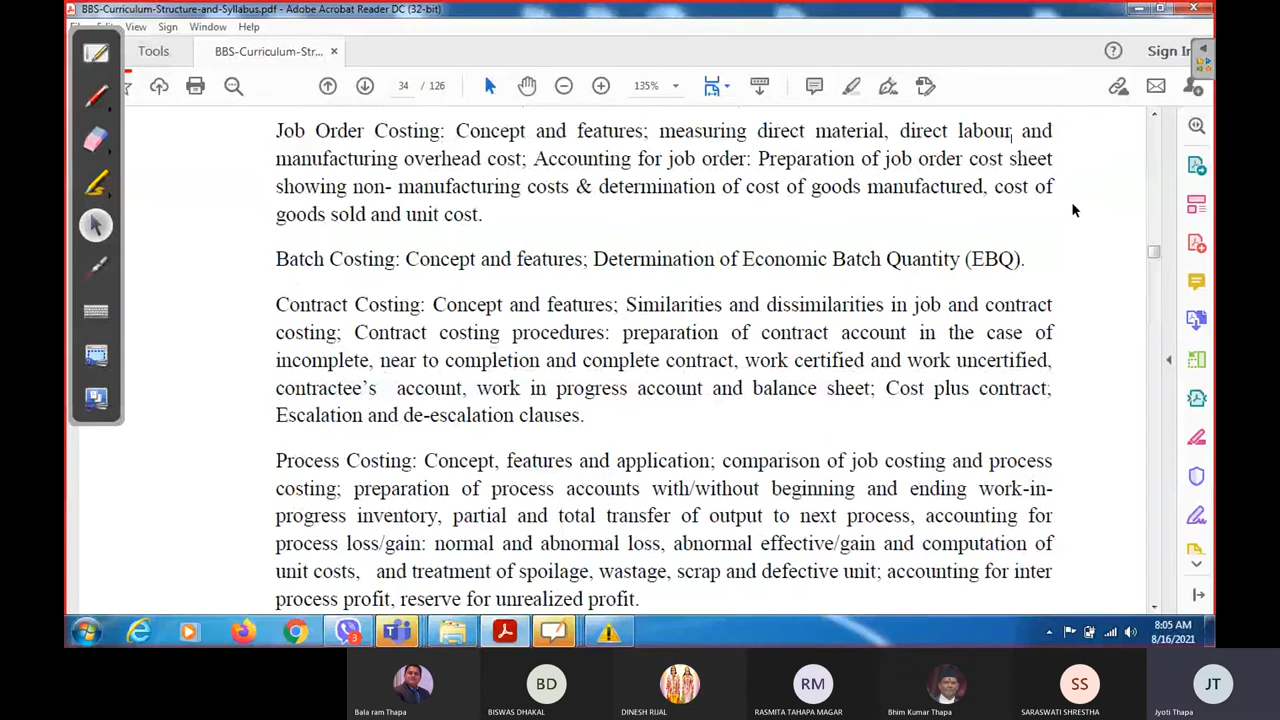 BBS-Curriculum-Structure-and-Syllabus.pdf - Adobe Acrobat Reader DC (32-bit)
View Sign Window Help
Tools BBS-Curriculum-Str... × Sign In
34 / 126 135%
Job Order Costing: Concept and features; measuring direct material, direct labour, and
manufacturing overhead cost; Accounting for job order: Preparation of job order cost sheet
showing non- manufacturing costs & determination of cost of goods manufactured, cost of
goods sold and unit cost.
Batch Costing: Concept and features; Determination of Economic Batch Quantity (EBQ).
Contract Costing: Concept and features; Similarities and dissimilarities in job and contract
costing; Contract costing procedures: preparation of contract account in the case of
incomplete, near to completion and complete contract, work certified and work uncertified,
contractee’s account, work in progress account and balance sheet; Cost plus contract;
Escalation and de-escalation clauses.
Process Costing: Concept, features and application; comparison of job costing and process
costing; preparation of process accounts with/without beginning and ending work-in-
progress inventory, partial and total transfer of output to next process, accounting for
process loss/gain: normal and abnormal loss, abnormal effective/gain and computation of
unit costs, and treatment of spoilage, wastage, scrap and defective unit; accounting for inter
process profit, reserve for unrealized profit.
3
8:05 AM
8/16/2021
BD RM SS JT
Bala ram Thapa BISWAS DHAKAL DINESH RIJAL RASMITA TAHAPA MAGAR Bhim Kumar Thapa SARASWATI SHRESTHA Jyoti Thapa